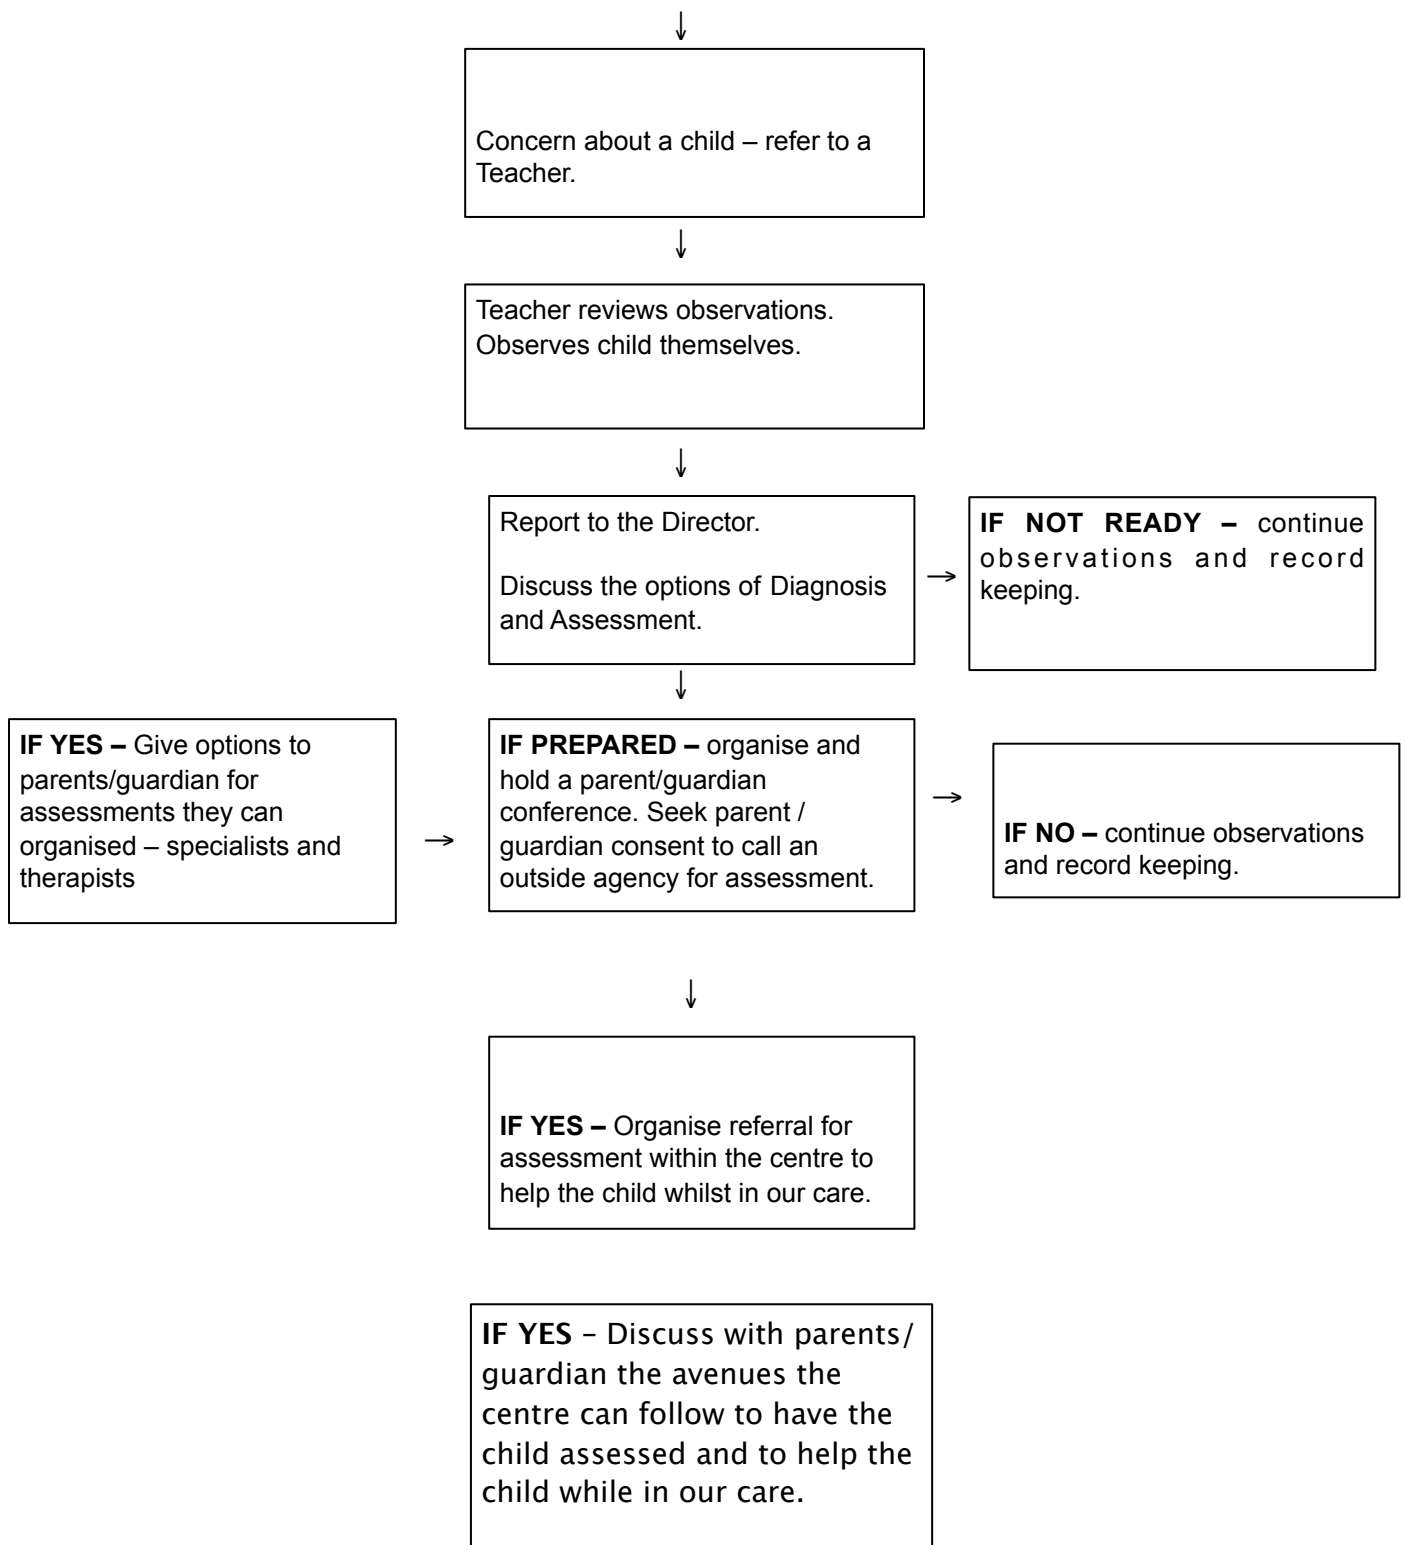 ↓
Concern about a child – refer to a
Teacher.
↓
Teacher reviews observations.
Observes child themselves.
↓
Report to the Director.
Discuss the options of Diagnosis
and Assessment.
→
IF NOT READY – continue
observations and record
keeping.
↓
IF YES – Give options to
parents/guardian for
assessments they can
organised – specialists and
therapists
→
IF PREPARED – organise and
hold a parent/guardian
conference. Seek parent /
guardian consent to call an
outside agency for assessment.
→
IF NO – continue observations
and record keeping.
↓
IF YES – Organise referral for
assessment within the centre to
help the child whilst in our care.
IF YES – Discuss with parents/
guardian the avenues the
centre can follow to have the
child assessed and to help the
child while in our care.